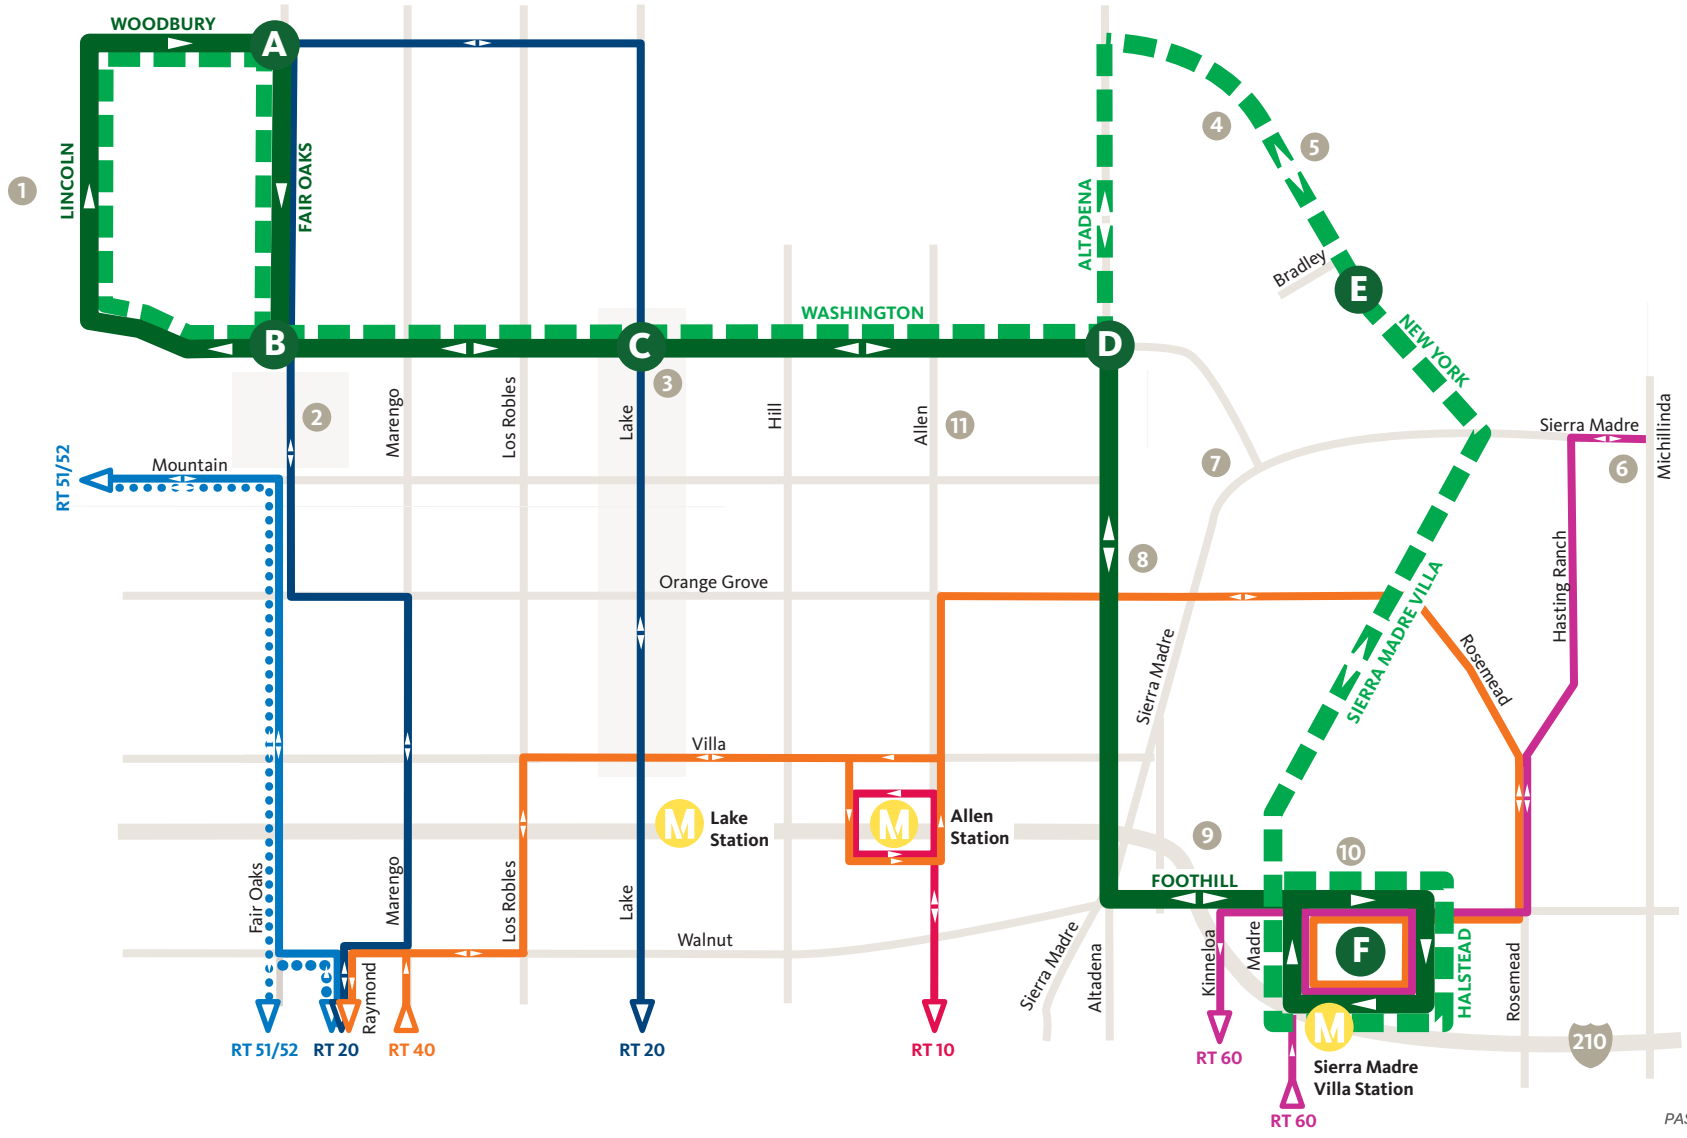 WOODBURY
A
LINCOLN
FAIR OAKS
1
B
WASHINGTON
C
3
D
ALTADENA
4
5
Bradley
E
NEW YORK
2
Marengo
Los Robles
Lake
Hill
Allen
11
7
Sierra Madre
6
Michillinda
RT 51/52
Mountain
8
Orange Grove
Hasting Ranch
SIERRA MADRE VILLA
Rosemead
Sierra Madre
Villa
M
Lake
Station
M
Allen
Station
9
10
FOOTHILL
Fair Oaks
Marengo
Los Robles
Lake
Walnut
Raymond
Sierra Madre
Altadena
Kinneloa
Madre
F
HALSTEAD
Rosemead
M
210
RT 51/52
RT 20
RT 40
RT 20
RT 10
RT 60
Sierra Madre
Villa Station
RT 60
PAS